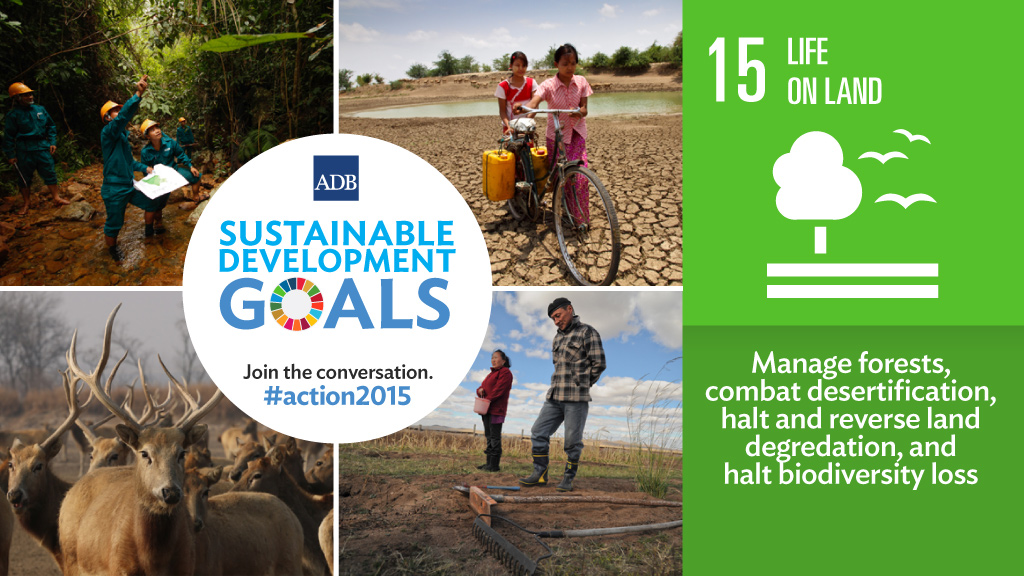 ADB
SUSTAINABLE
DEVELOPMENT
GOALS
Join the conversation.
#action2015
15
LIFE
ON LAND
Manage forests,
combat desertification,
halt and reverse land
degredation, and
halt biodiversity loss